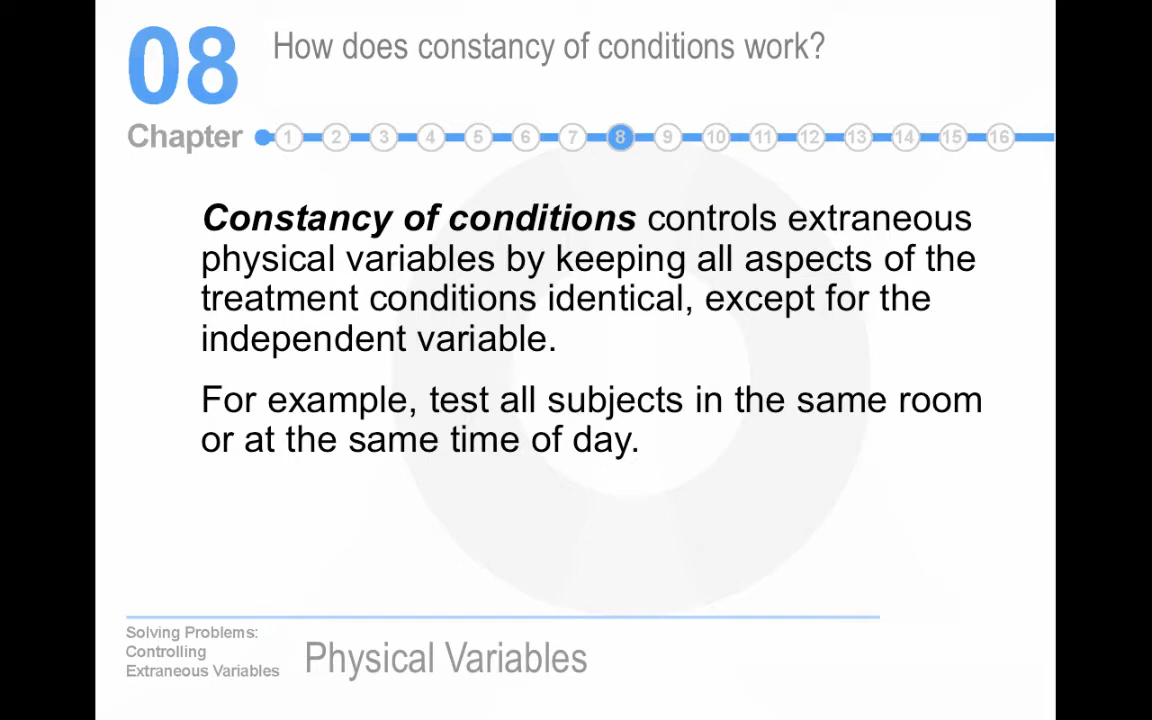 08
How does constancy of conditions work?
Chapter
1 2 3 4 5 6 7 8 9 10 11 12 13 14 15 16
Constancy of conditions controls extraneous
physical variables by keeping all aspects of the
treatment conditions identical, except for the
independent variable.
For example, test all subjects in the same room
or at the same time of day.
Solving Problems:
Controlling
Extraneous Variables
Physical Variables